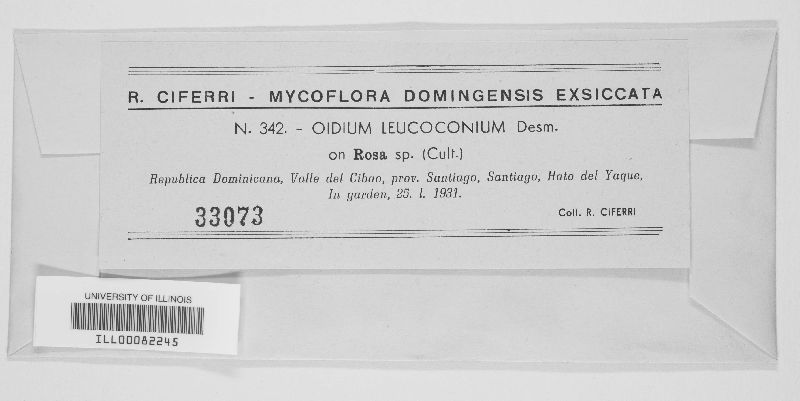 R. CIFERRI - MYCOFLORA DOMINGENSIS EXSICCATA
N. 342. - OIDIUM LEUCOCONIUM Desm.
on Rosa sp. (Cult.)
Republica Dominicana, Valle del Cibao, prov. Santiago, Santiago, Hato del Yaque,
In garden, 25. I. 1931.
33073
Coll. R. CIFERRI
UNIVERSITY OF ILLINOIS
ILL00082245